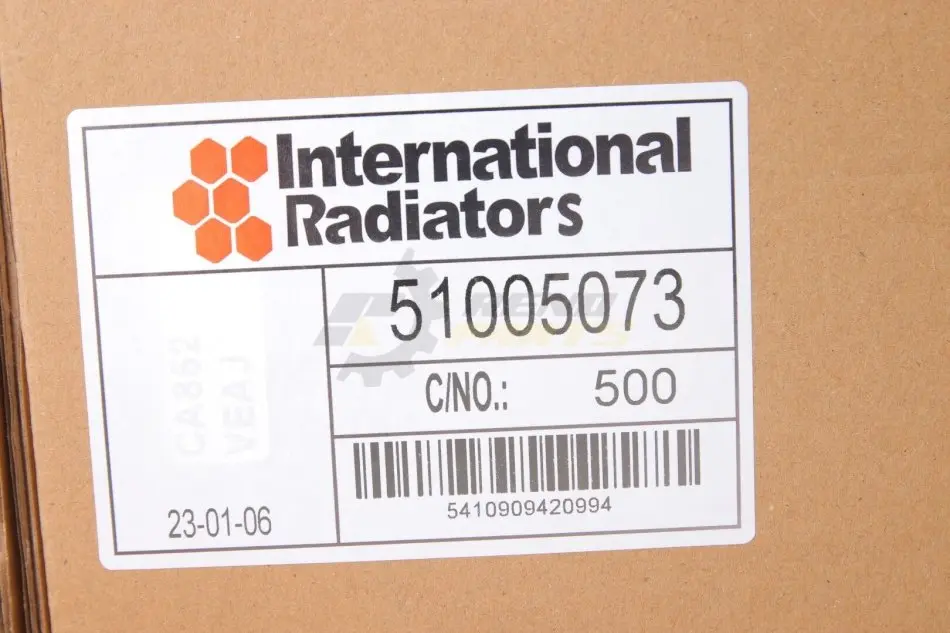 International
Radiators
51005073
C/NO.: 500
5410909420994
23-01-06